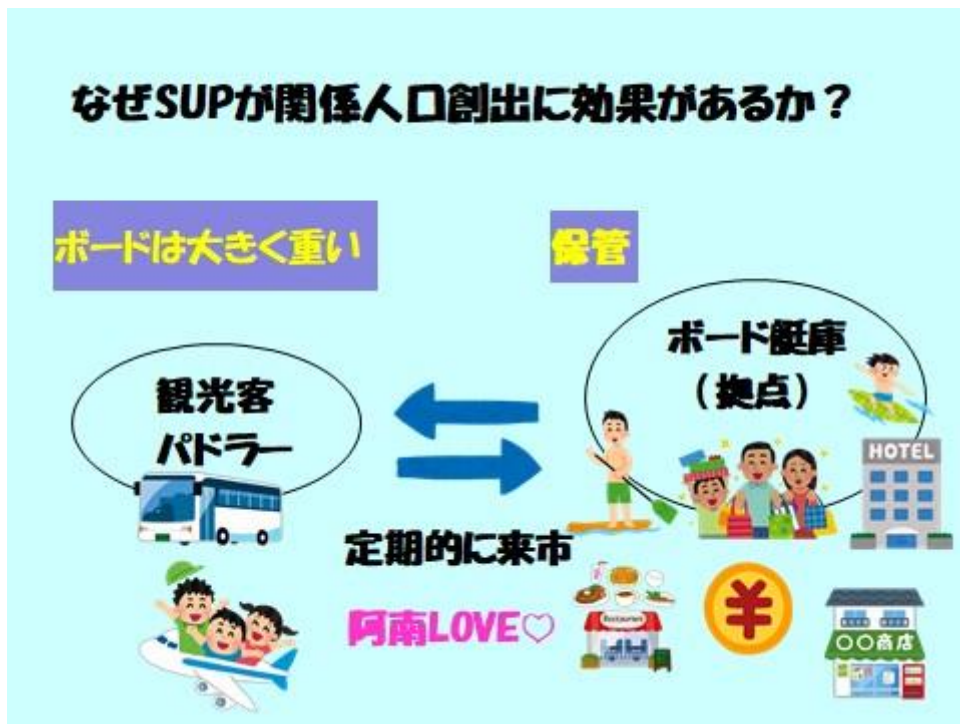 なぜSUPが関係人口創出に効果があるか？
ボードは大きく重い
保管
ボード艇庫
（拠点）
観光客
パドラー
HOTEL
定期的に来市
阿南LOVE♡
Restaurant
¥
〇〇商店